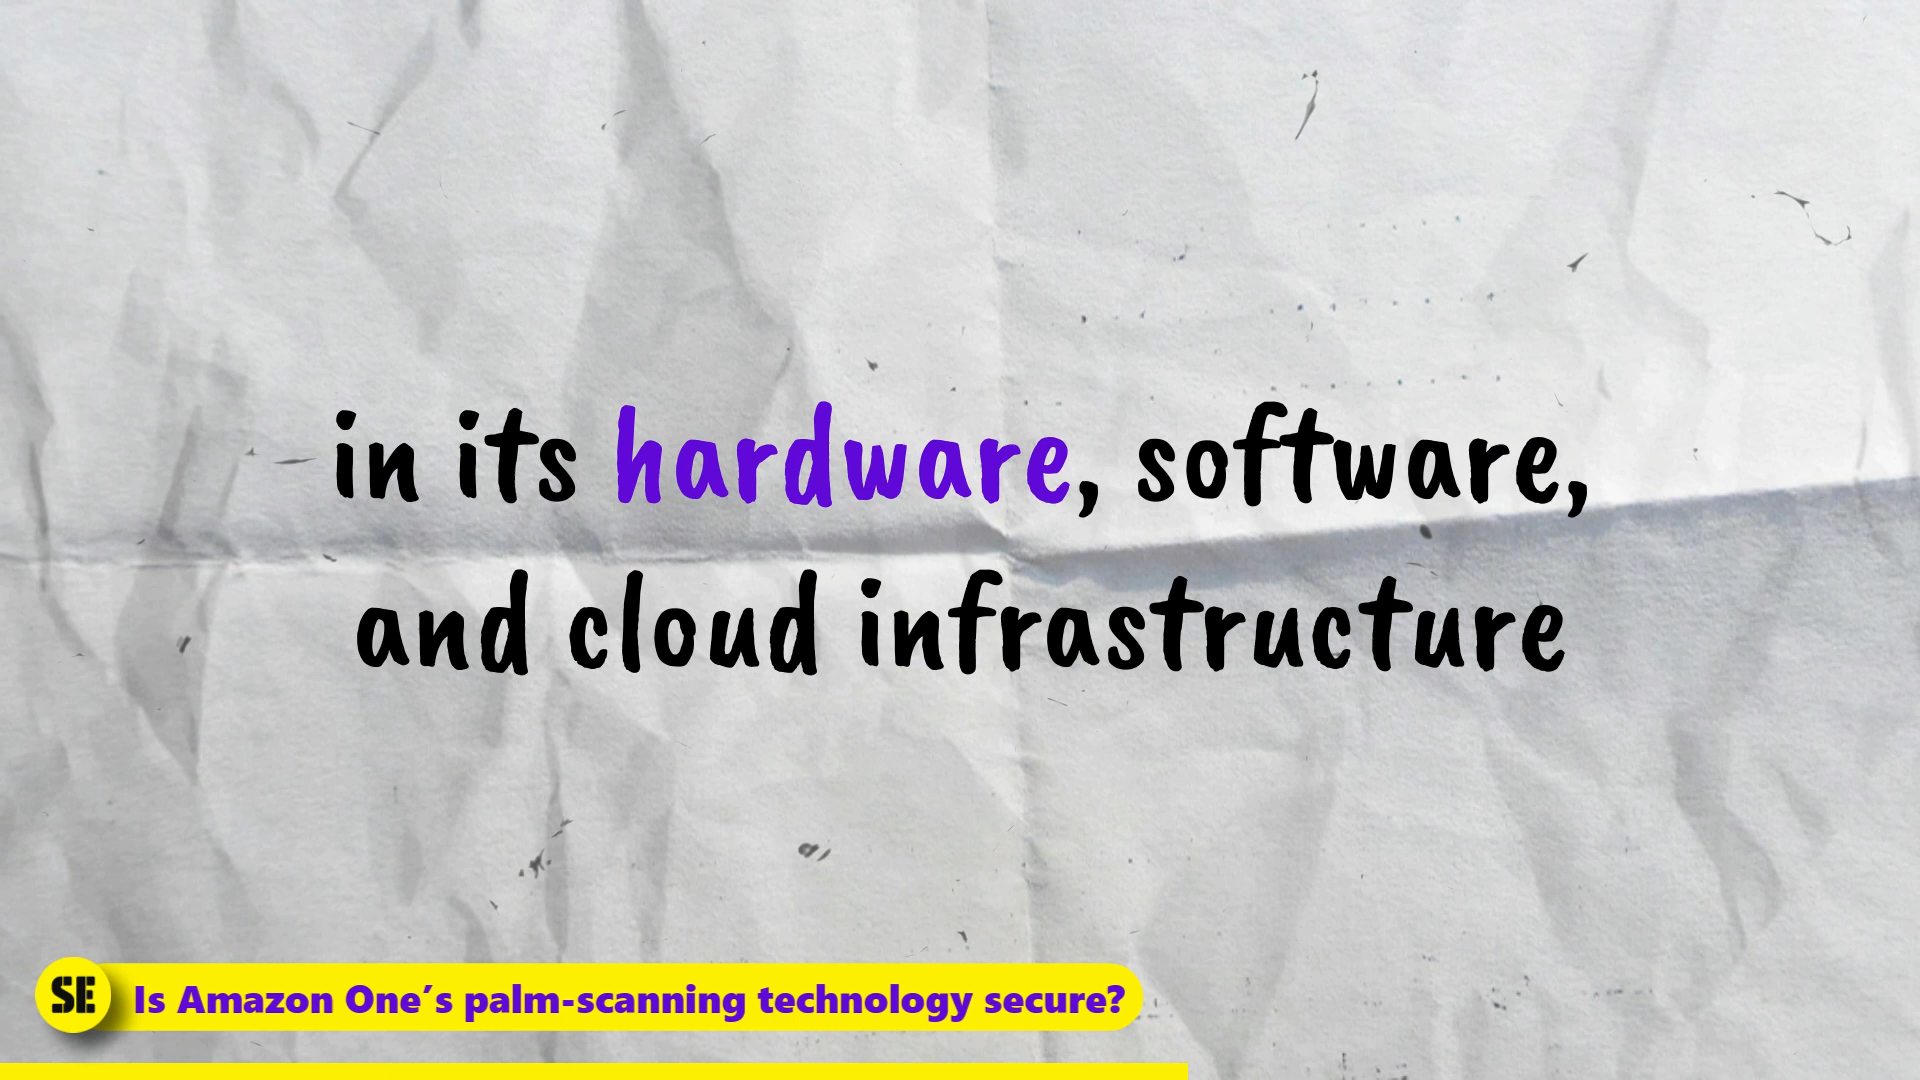 in its hardware, software,
and cloud infrastructure
SE
Is Amazon One´s palm-scanning technology secure?